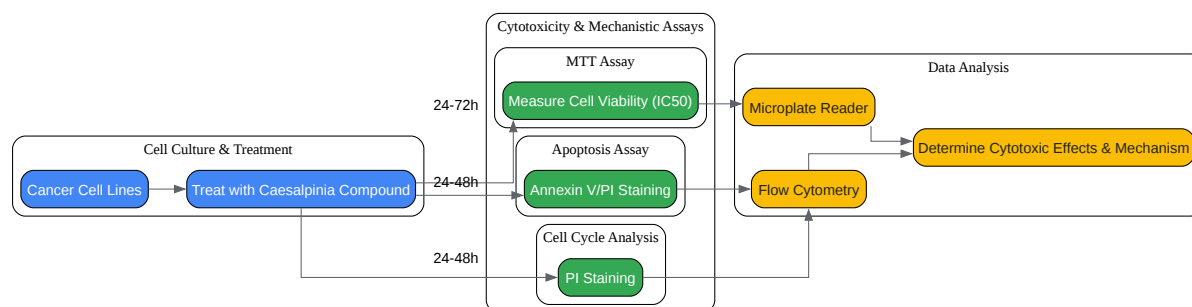 Cytotoxicity & Mechanistic Assays
MTT Assay
Data Analysis
24-72h
Measure Cell Viability (IC50)
Microplate Reader
Cell Culture & Treatment
Apoptosis Assay
Determine Cytotoxic Effects & Mechanism
Cancer Cell Lines
Treat with Caesalpinia Compound
24-48h
Annexin V/PI Staining
Flow Cytometry
Cell Cycle Analysis
24-48h
PI Staining